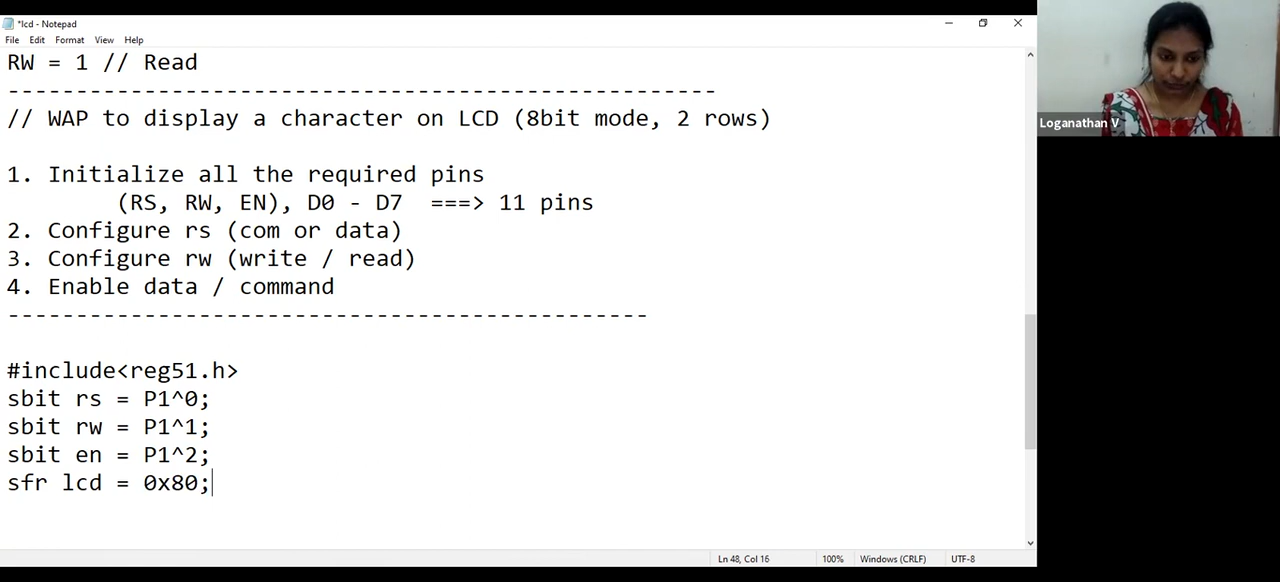 *lcd - Notepad
File Edit Format View Help
RW = 1 // Read
----------------------------------------------------
// WAP to display a character on LCD (8bit mode, 2 rows)
1. Initialize all the required pins
(RS, RW, EN), D0 - D7 ===> 11 pins
2. Configure rs (com or data)
3. Configure rw (write / read)
4. Enable data / command
-----------------------------------------------
#include<reg51.h>
sbit rs = P1^0;
sbit rw = P1^1;
sbit en = P1^2;
sfr lcd = 0x80;
Ln 48, Col 16 100% Windows (CRLF) UTF-8
Loganathan V